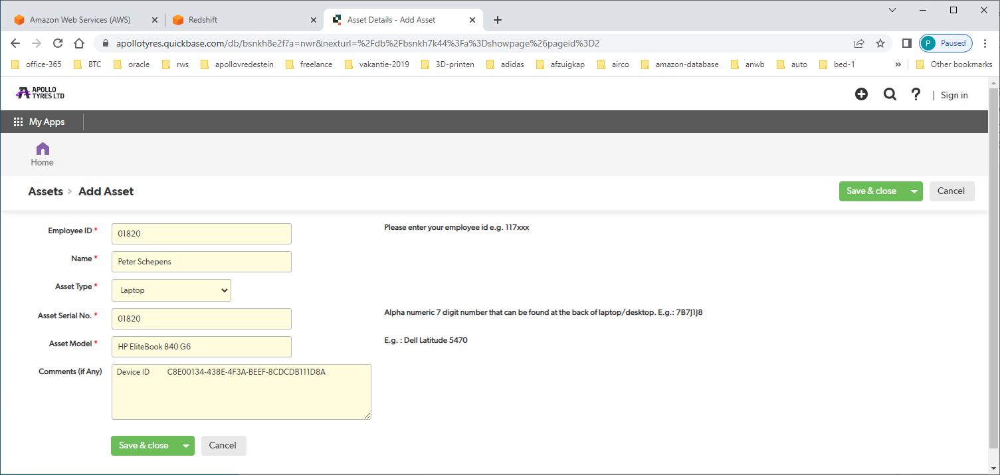 Amazon Web Services (AWS)
Redshift
Asset Details - Add Asset
apollotyres.quickbase.com/db/bsnkh8e2f?a=nwr&nexturl=%2Fdb%2Fbsnkh7k44%3Fa%3Dshowpage%26pageid%3D2
P Paused
office-365 BTC oracle rws apollovredestein freelance vakantie-2019 3D-printen adidas afzuigkap airco amazon-database anwb auto bed-1 » Other bookmarks
APOLLO
TYRES LTD
? | Sign in
My Apps
Home
Assets > Add Asset
Save & close Cancel
Employee ID * 01820 Please enter your employee id e.g. 117xxx
Name * Peter Schepens
Asset Type * Laptop
Asset Serial No. * 01820 Alpha numeric 7 digit number that can be found at the back of laptop/desktop. E.g.: 7B7J1J8
Asset Model * HP EliteBook 840 G6 E.g. : Dell Latitude 5470
Comments (if Any) Device ID C8E00134-438E-4F3A-BEEF-8CDCDB111D8A
Save & close Cancel